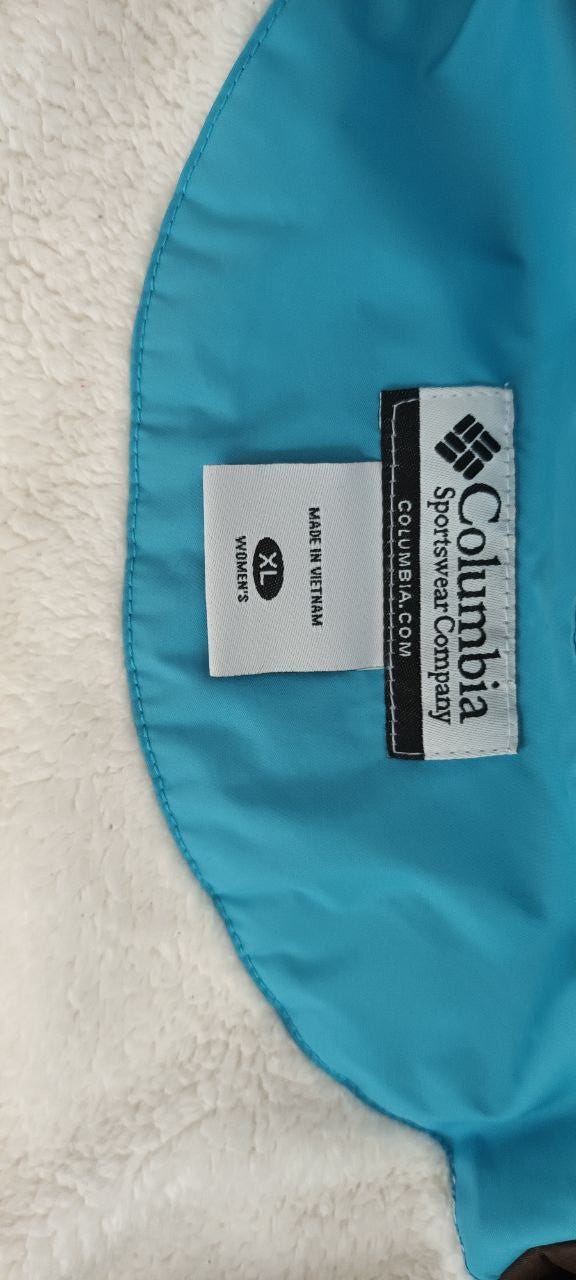 Columbia
Sportswear Company
COLUMBIA.COM
MADE IN VIETNAM
XL
WOMEN'S